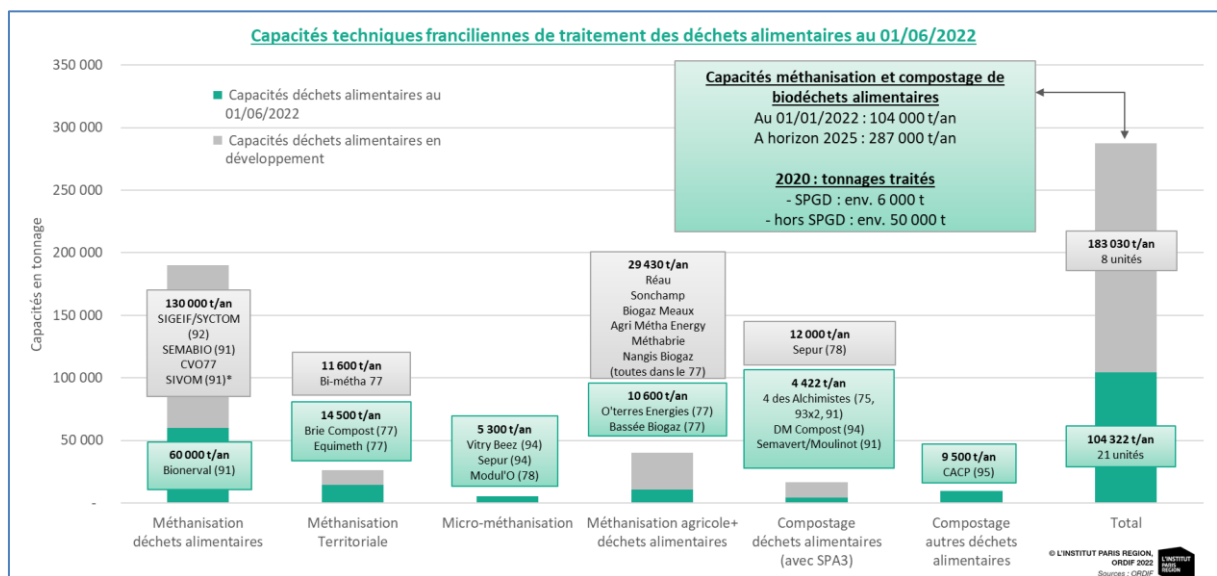 Capacités techniques franciliennes de traitement des déchets alimentaires au 01/06/2022
Capacités en tonnage
350 000
300 000
250 000
200 000
150 000
100 000
50 000
-
Capacités déchets alimentaires au
01/06/2022
Capacités déchets alimentaires en
développement
Capacités méthanisation et compostage de
biodéchets alimentaires
Au 01/01/2022 : 104 000 t/an
A horizon 2025 : 287 000 t/an
2020 : tonnages traités
- SPGD : env. 6 000 t
- hors SPGD : env. 50 000 t
130 000 t/an
SIGEIF/SYCTOM
(92)
SEMABIO (91)
CVO77
SIVOM (91)*
60 000 t/an
Bionerval (91)
11 600 t/an
Bi-métha 77
14 500 t/an
Brie Compost (77)
Equimeth (77)
5 300 t/an
Vitry Beez (94)
Sepur (94)
Modul'O (78)
29 430 t/an
Réau
Sonchamp
Biogaz Meaux
Agri Métha Energy
Méthabrie
Nangis Biogaz
(toutes dans le 77)
10 600 t/an
O'terres Energies (77)
Bassée Biogaz (77)
12 000 t/an
Sepur (78)
4 422 t/an
4 des Alchimistes (75,
93x2, 91)
DM Compost (94)
Semavert/Moulinot (91)
9 500 t/an
CACP (95)
183 030 t/an
8 unités
104 322 t/an
21 unités
Méthanisation
déchets alimentaires
Méthanisation
Territoriale
Micro-méthanisation
Méthanisation agricole+
déchets alimentaires
Compostage
déchets alimentaires
(avec SPA3)
Compostage
autres déchets
alimentaires
Total
© L'INSTITUT PARIS REGION,
ORDIF 2022
Sources : ORDIF
L'INSTITUT
PARIS
REGION